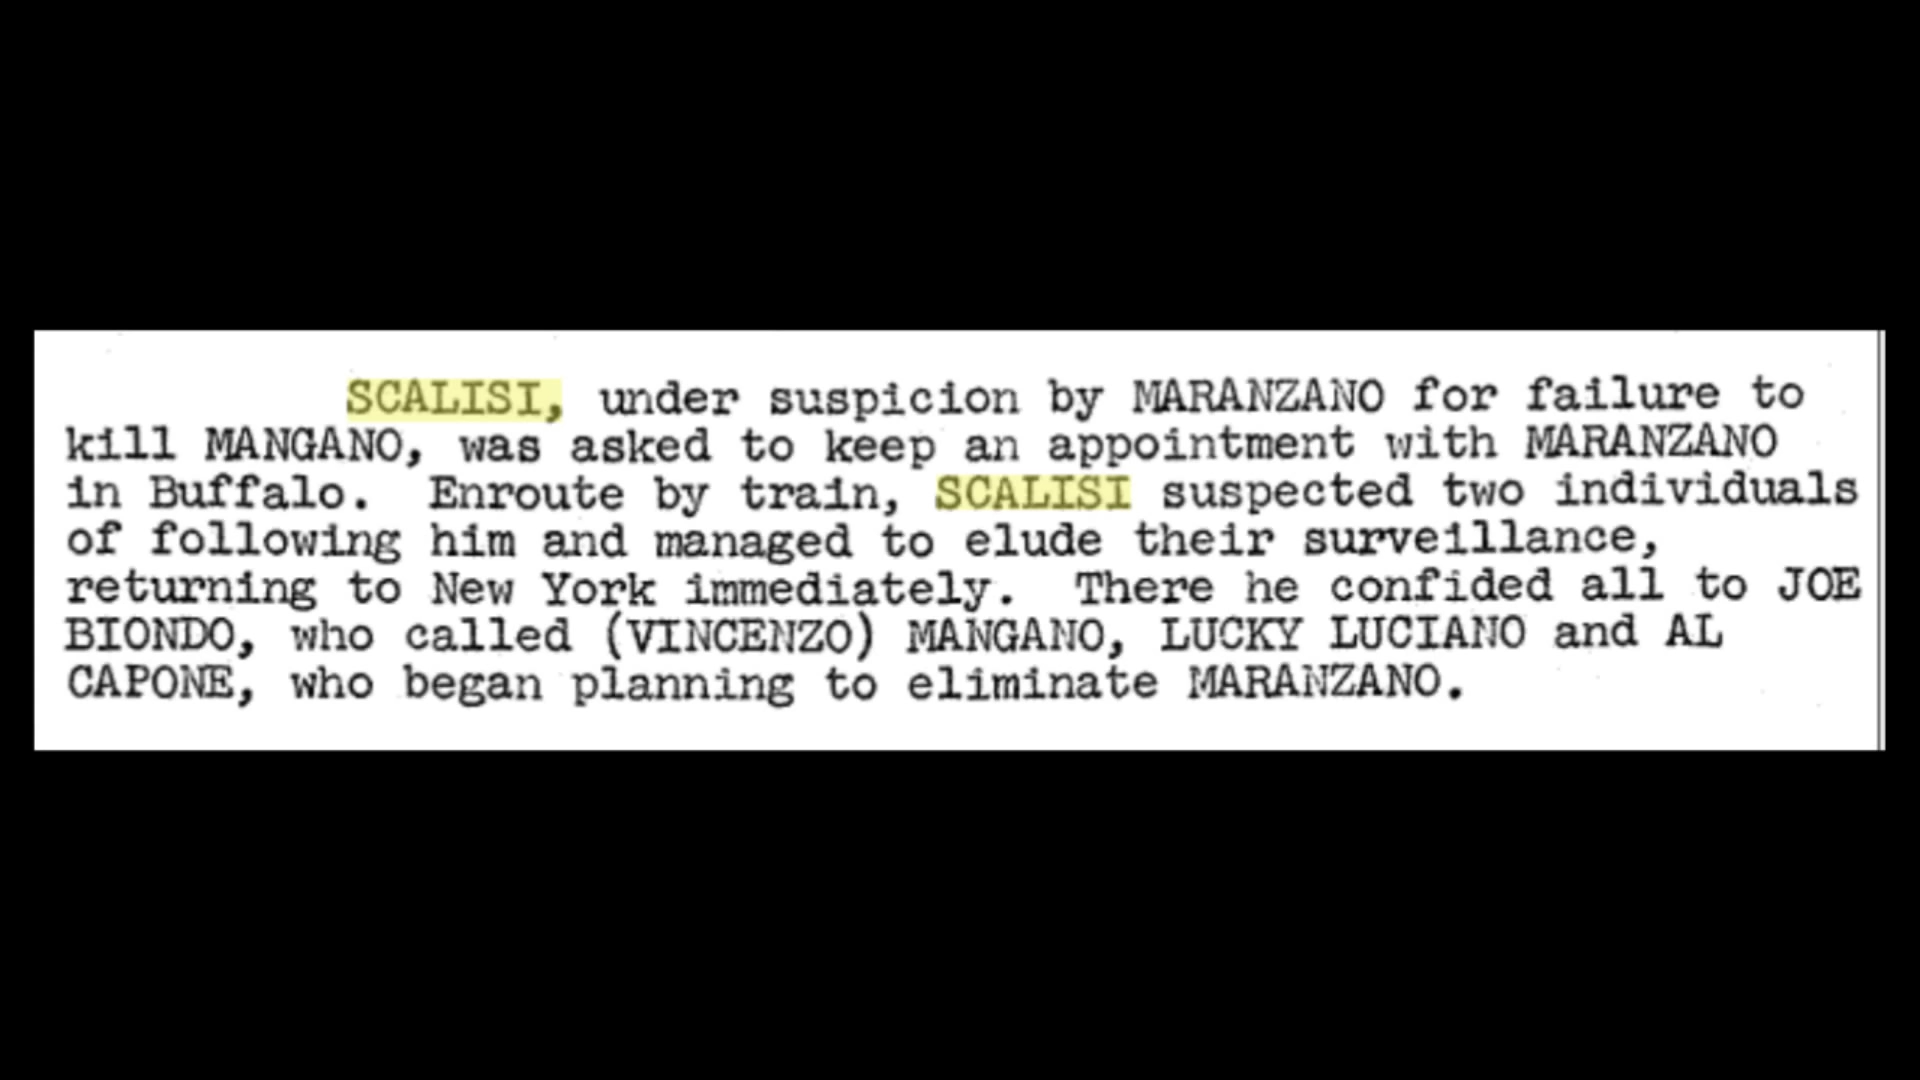 SCALISI, under suspicion by MARANZANO for failure to
kill MANGANO, was asked to keep an appointment with MARANZANO
in Buffalo. Enroute by train, SCALISI suspected two individuals
of following him and managed to elude their surveillance,
returning to New York immediately. There he confided all to JOE
BIONDO, who called (VINCENZO) MANGANO, LUCKY LUCIANO and AL
CAPONE, who began planning to eliminate MARANZANO.